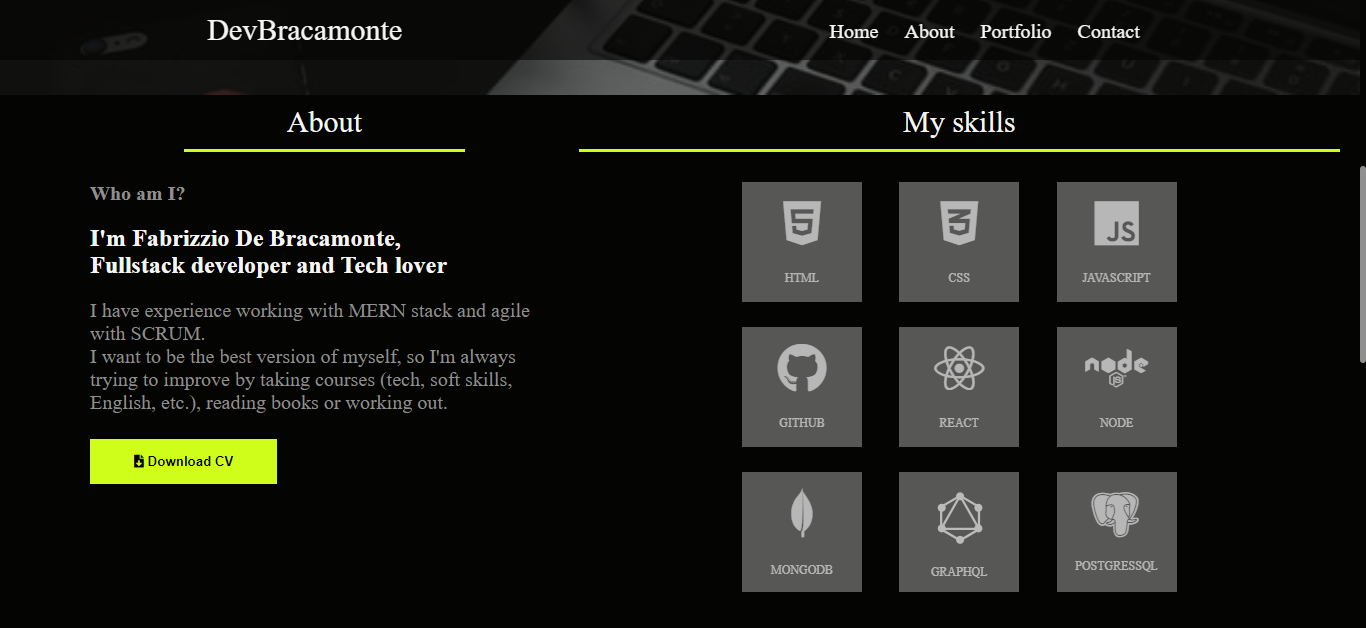 DevBracamonte
Home About Portfolio Contact
About
Who am I?
I'm Fabrizzio De Bracamonte,
Fullstack developer and Tech lover
I have experience working with MERN stack and agile
with SCRUM.
I want to be the best version of myself, so I'm always
trying to improve by taking courses (tech, soft skills,
English, etc.), reading books or working out.
Download CV
My skills
HTML
CSS
JS
JAVASCRIPT
GITHUB
REACT
node
JS
NODE
MONGODB
GRAPHQL
POSTGRESSQL